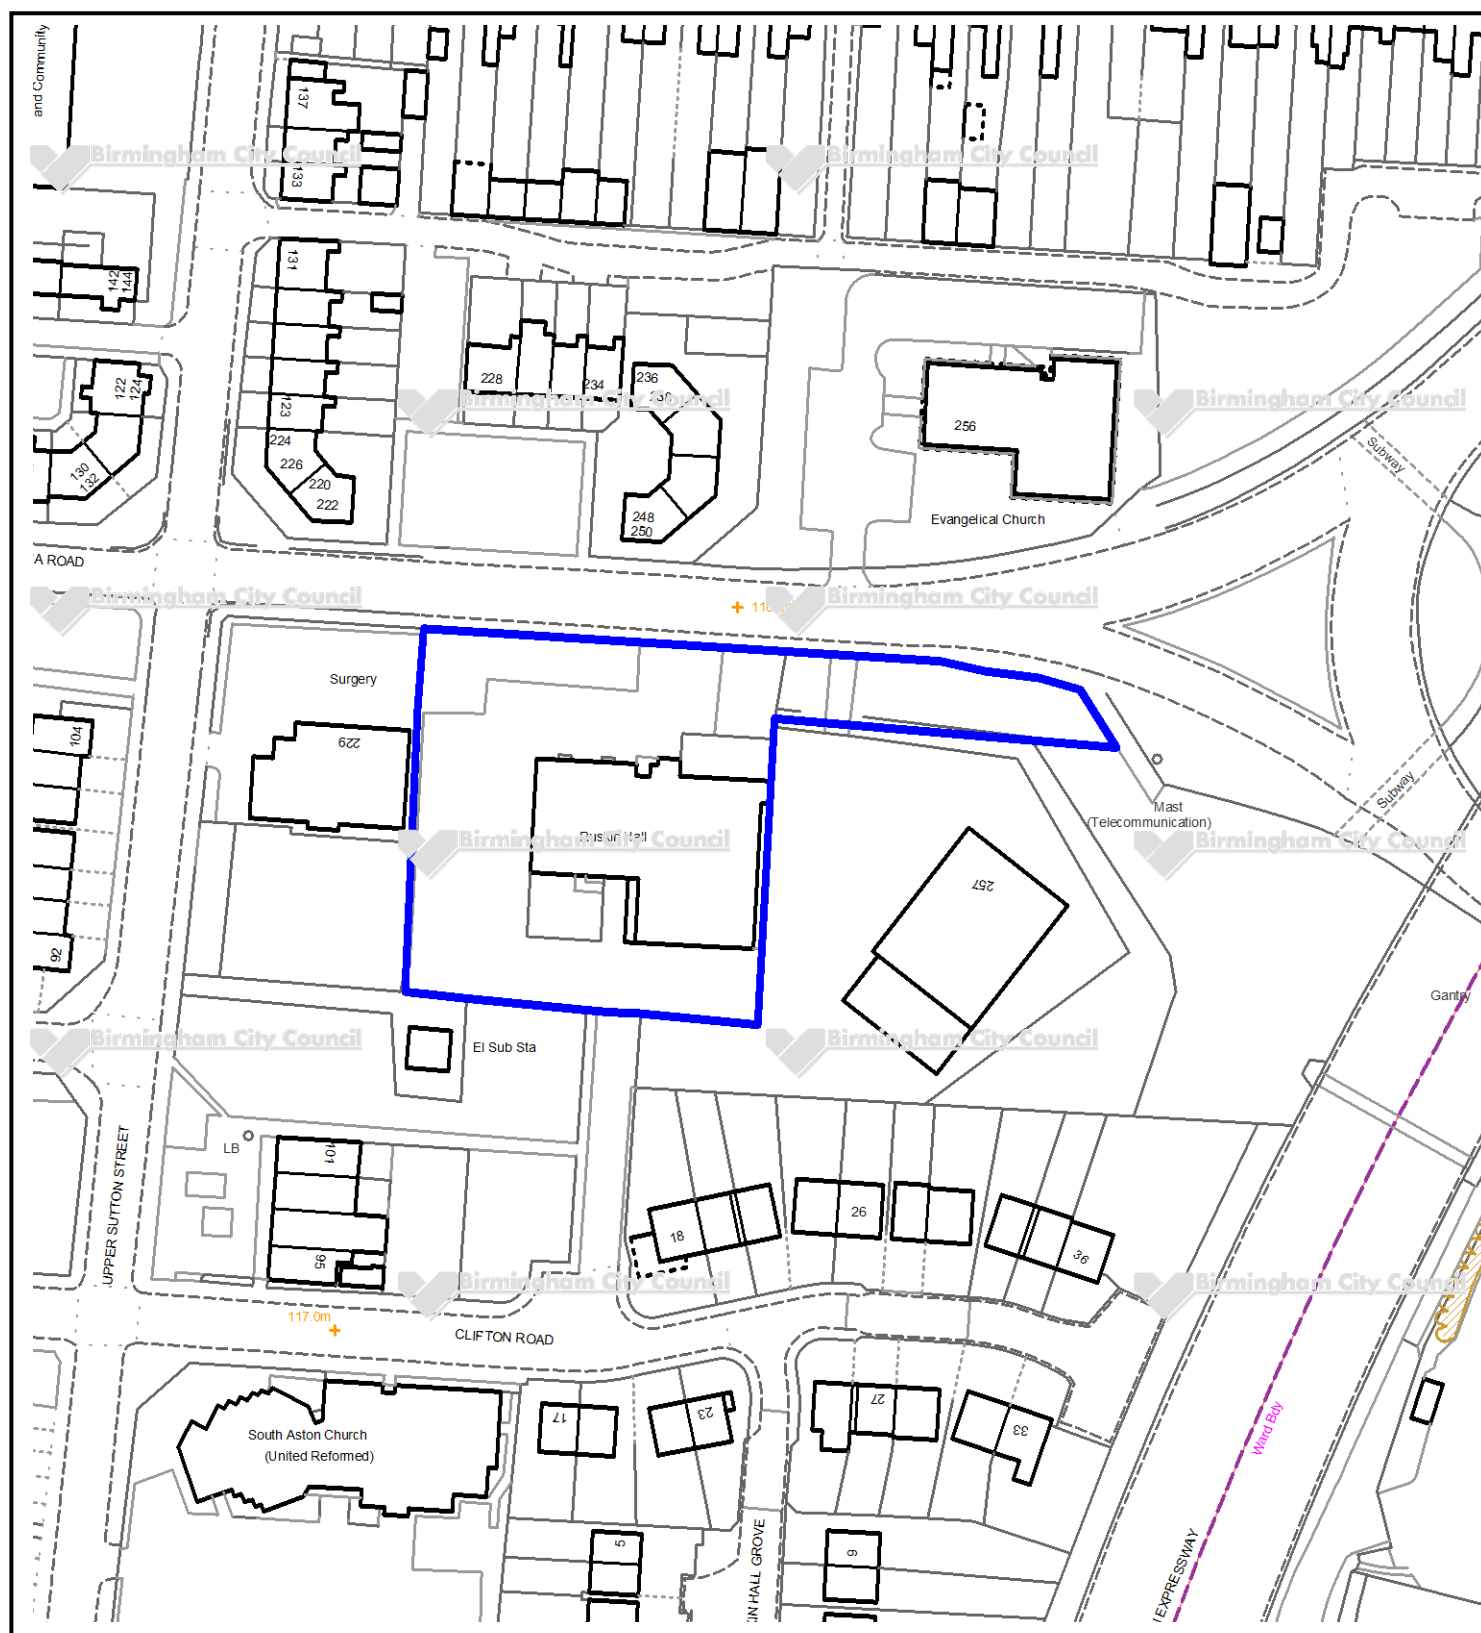 and Community
137
Birmingham City Council
Birmingham City Council
133
131
142
144
122
124
228
234
236
123
Birmingham City Council
Birmingham City Council
224
226
220
222
130
132
256
248
250
Evangelical Church
Subway
A ROAD
Birmingham City Council
Birmingham City Council
Surgery
229
104
Subway
Mast
(Telecommunication)
Ruskin Hall
Birmingham City Council
Birmingham City Council
257
92
Gantry
El Sub Sta
Birmingham City Council
Birmingham City Council
LB
101
UPPER SUTTON STREET
18
26
36
95
Birmingham City Council
Birmingham City Council
117.0m
CLIFTON ROAD
17
23
27
33
South Aston Church
(United Reformed)
Ward Bdy
5
9
IN HALL GROVE
EXPRESSWAY